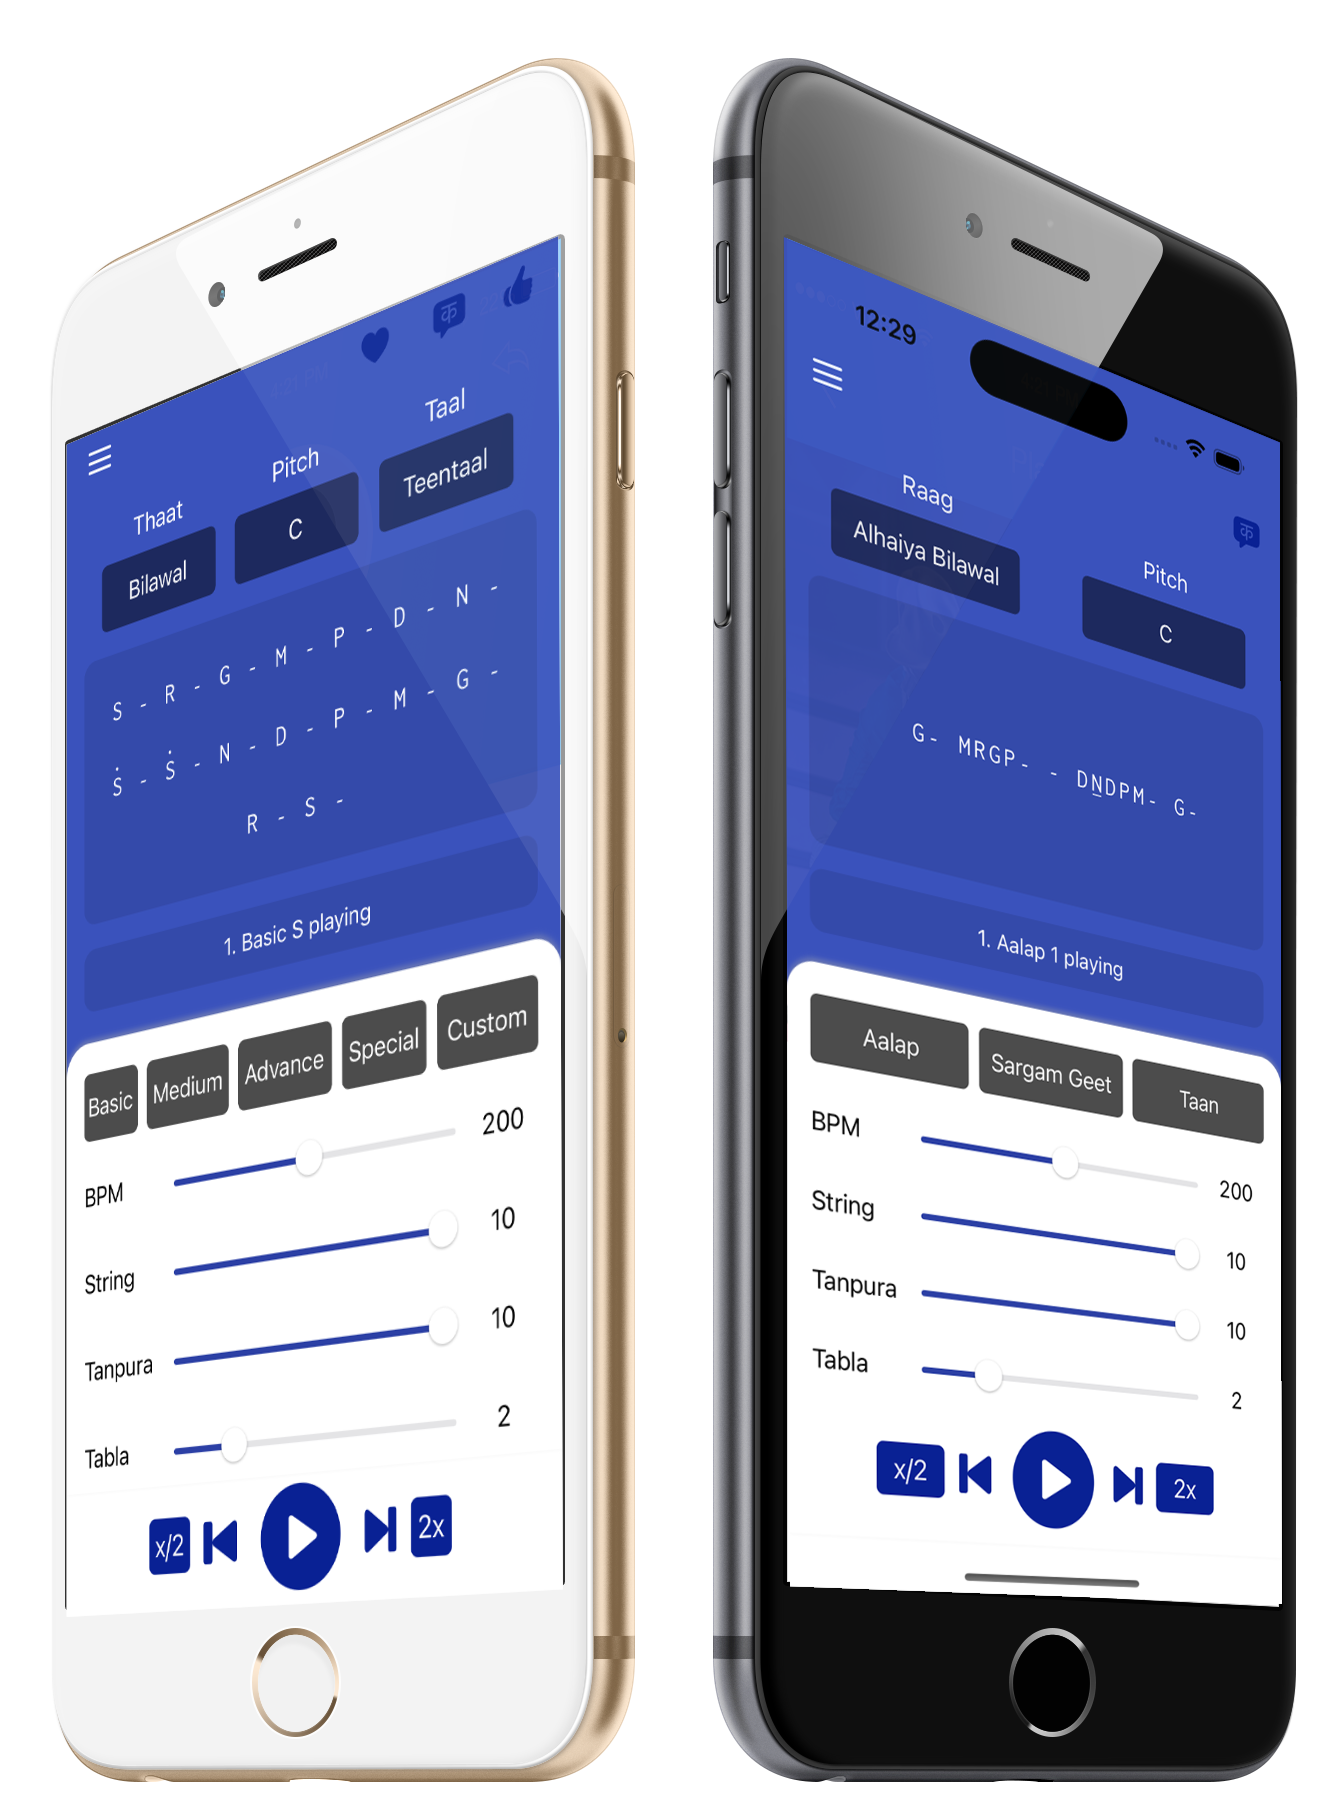 Thaat
Pitch
Taal
Bilawal
C
Teentaal
S - R - G - M - P - D - N -
Ṡ - Ṡ - N - D - P - M - G -
R - S -
1. Basic S playing
Basic
Medium
Advance
Special
Custom
BPM
200
String
10
Tanpura
10
Tabla
2
x/2
2x
क
12:29
क
Raag
Alhaiya Bilawal
Pitch
C
G- MRGP- - DN̲DPM- G-
1. Aalap 1 playing
Aalap
Sargam Geet
Taan
BPM
200
String
10
Tanpura
10
Tabla
2
x/2
2x